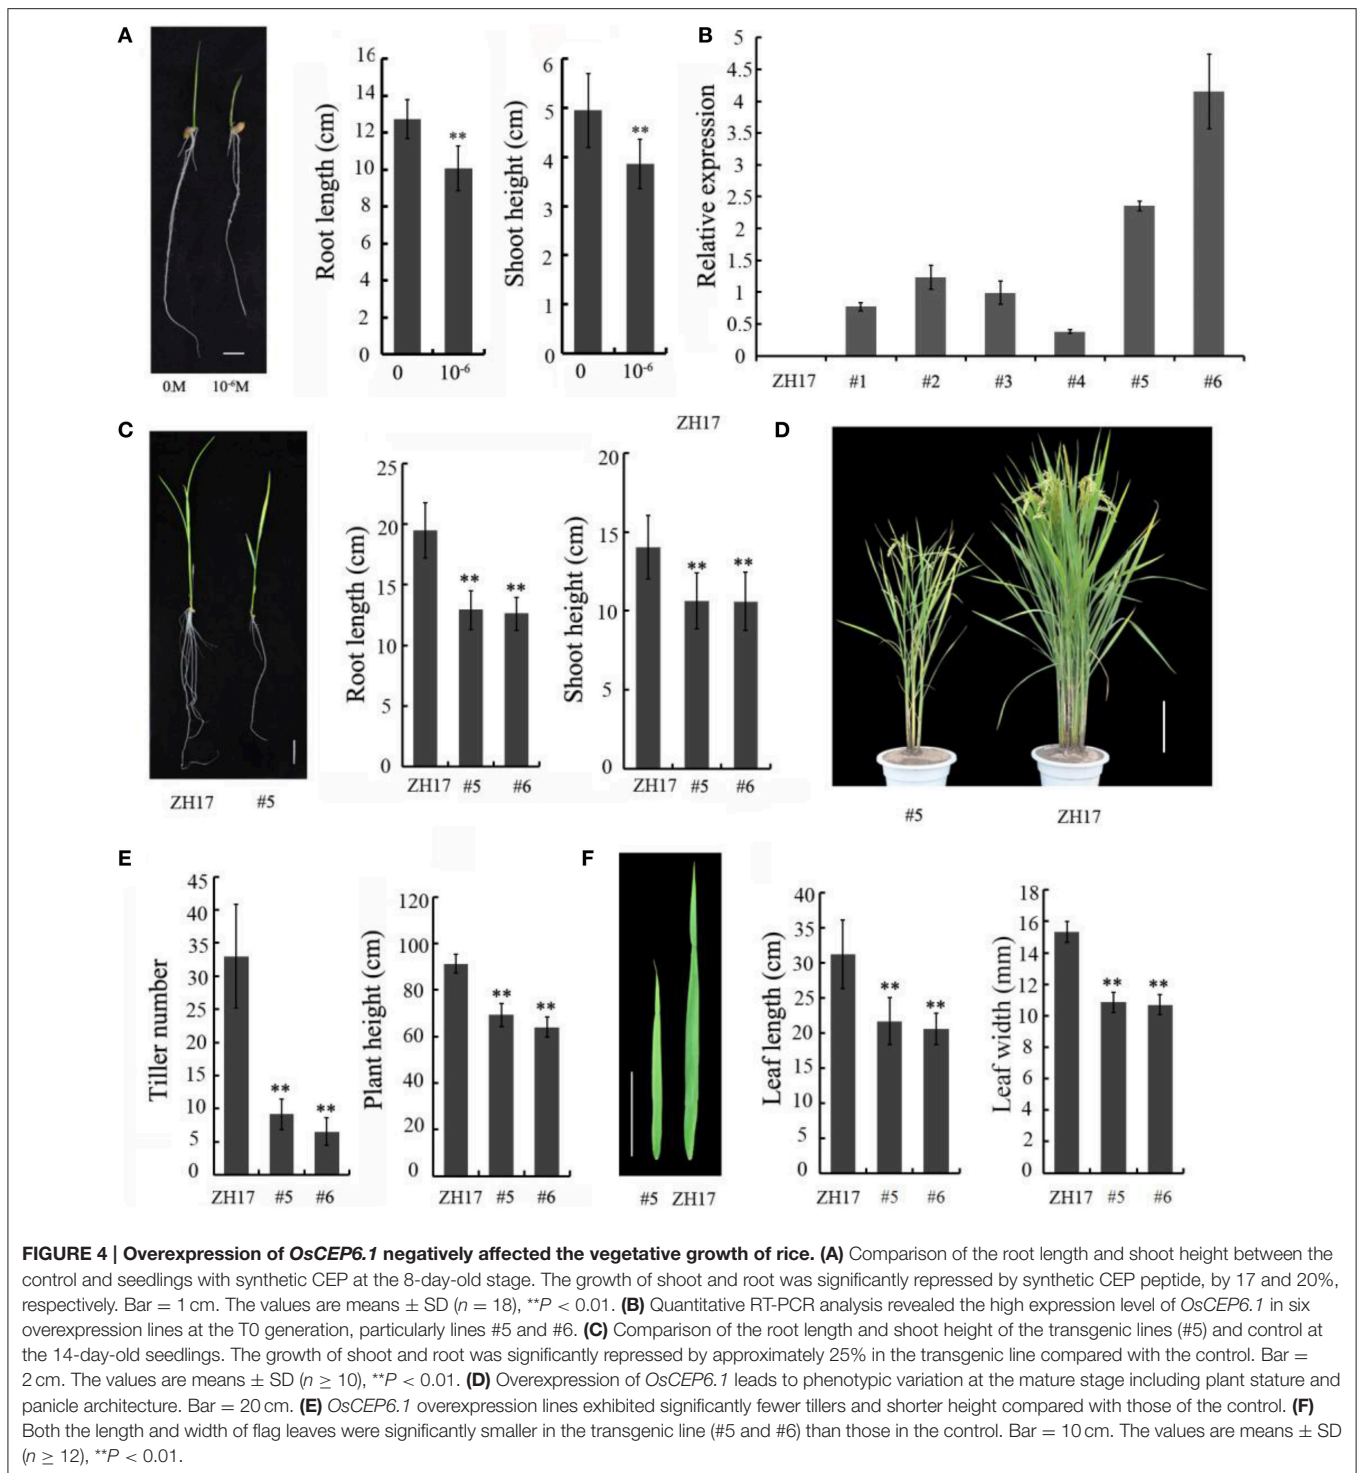 A
0M 10⁻⁶M
Root length (cm)
16
14
12
10
8
6
4
2
0
**
0 10⁻⁶
Shoot height (cm)
6
5
4
3
2
1
0
**
0 10⁻⁶
B
Relative expression
5
4.5
4
3.5
3
2.5
2
1.5
1
0.5
0
ZH17 #1 #2 #3 #4 #5 #6
C
ZH17 #5
Root length (cm)
25
20
15
10
5
0
** **
ZH17 #5 #6
ZH17
Shoot height (cm)
20
15
10
5
0
** **
ZH17 #5 #6
D
#5 ZH17
E
Tiller number
45
40
35
30
25
20
15
10
5
0
** **
ZH17 #5 #6
Plant height (cm)
120
100
80
60
40
20
0
** **
ZH17 #5 #6
F
#5 ZH17
Leaf length (cm)
40
35
30
25
20
15
10
5
0
** **
ZH17 #5 #6
Leaf width (mm)
18
16
14
12
10
8
6
4
2
0
** **
ZH17 #5 #6
FIGURE 4 | Overexpression of OsCEP6.1 negatively affected the vegetative growth of rice. (A) Comparison of the root length and shoot height between the
control and seedlings with synthetic CEP at the 8-day-old stage. The growth of shoot and root was significantly repressed by synthetic CEP peptide, by 17 and 20%,
respectively. Bar = 1 cm. The values are means ± SD (n = 18), **P < 0.01. (B) Quantitative RT-PCR analysis revealed the high expression level of OsCEP6.1 in six
overexpression lines at the T0 generation, particularly lines #5 and #6. (C) Comparison of the root length and shoot height of the transgenic lines (#5) and control at
the 14-day-old seedlings. The growth of shoot and root was significantly repressed by approximately 25% in the transgenic line compared with the control. Bar =
2 cm. The values are means ± SD (n ≥ 10), **P < 0.01. (D) Overexpression of OsCEP6.1 leads to phenotypic variation at the mature stage including plant stature and
panicle architecture. Bar = 20 cm. (E) OsCEP6.1 overexpression lines exhibited significantly fewer tillers and shorter height compared with those of the control. (F)
Both the length and width of flag leaves were significantly smaller in the transgenic line (#5 and #6) than those in the control. Bar = 10 cm. The values are means ± SD
(n ≥ 12), **P < 0.01.